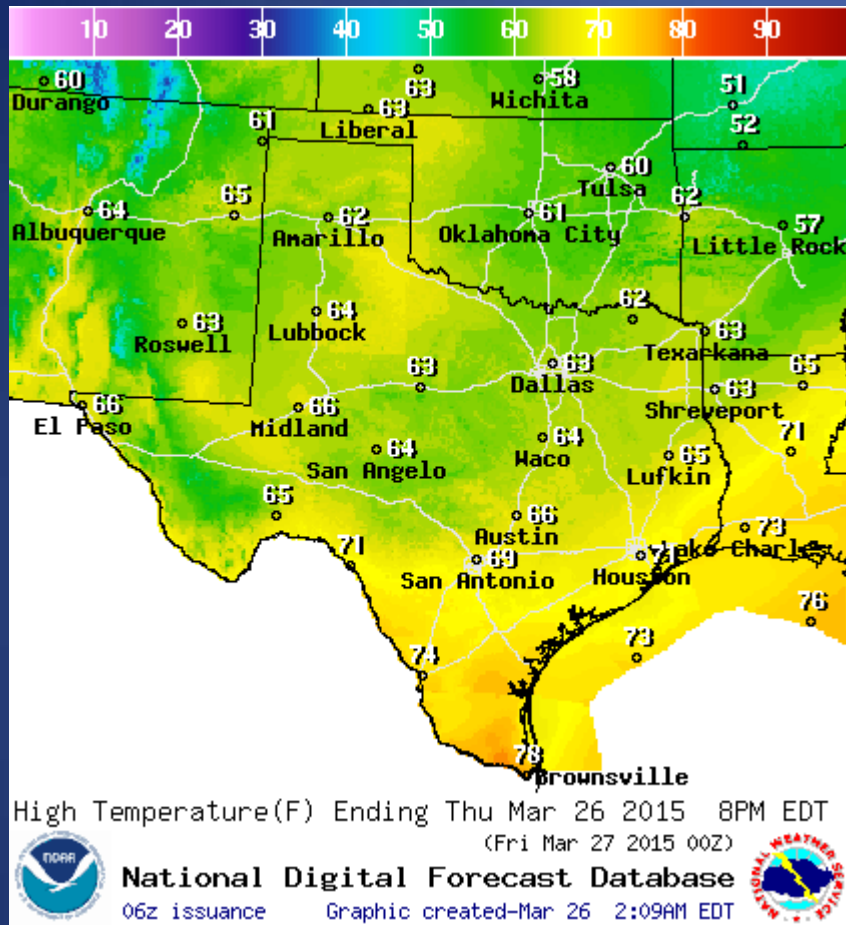 10 20 30 40 50 60 70 80 90
60 Durango
63
63 Liberal
58 Wichita
51
52
61
60 Tulsa
64 Albuquerque
65
62 Amarillo
61 Oklahoma City
62
57 Little Rock
63 Roswell
64 Lubbock
62
63 Texarkana
63
63 Dallas
63 Shreveport
65
66 El Paso
66 Midland
64 San Angelo
64 Waco
65 Lufkin
71
65
66 Austin
73 Lake Charles
71
69 San Antonio
71 Houston
76
74
73
78 Brownsville
High Temperature(F) Ending Thu Mar 26 2015 8PM EDT
(Fri Mar 27 2015 00Z)
NOAA
National Digital Forecast Database
06z issuance Graphic created-Mar 26 2:09AM EDT
NATIONAL WEATHER SERVICE